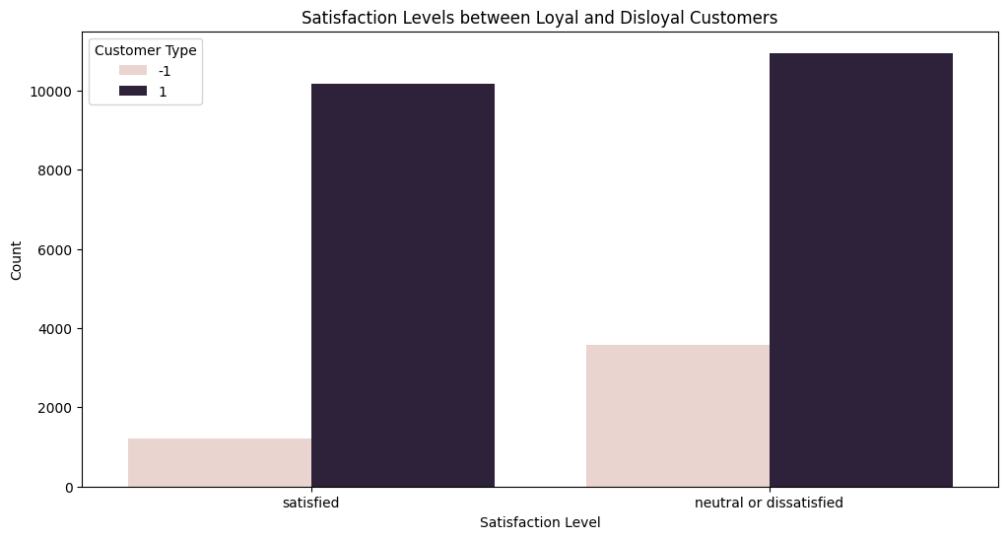 Satisfaction Levels between Loyal and Disloyal Customers
Customer Type
-1
1
10000
8000
6000
4000
2000
0
Count
satisfied
neutral or dissatisfied
Satisfaction Level